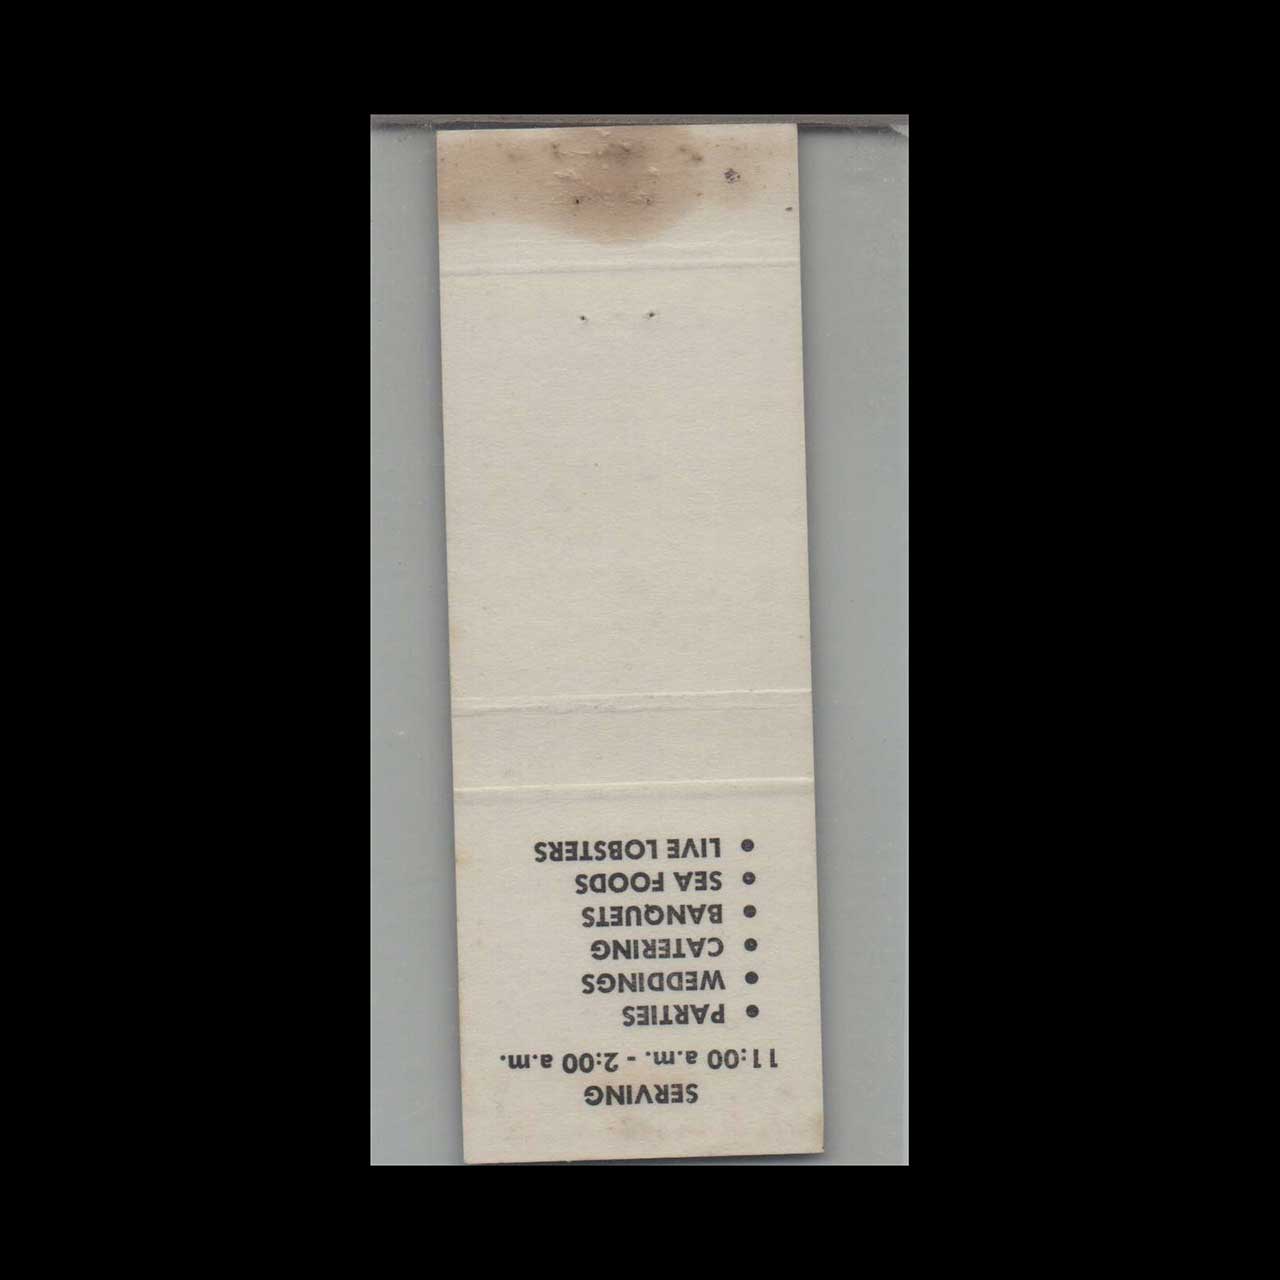 SERVING
11:00 a.m. - 2:00 a.m.
• PARTIES
• WEDDINGS
• CATERING
• BANQUETS
• SEA FOODS
• LIVE LOBSTERS